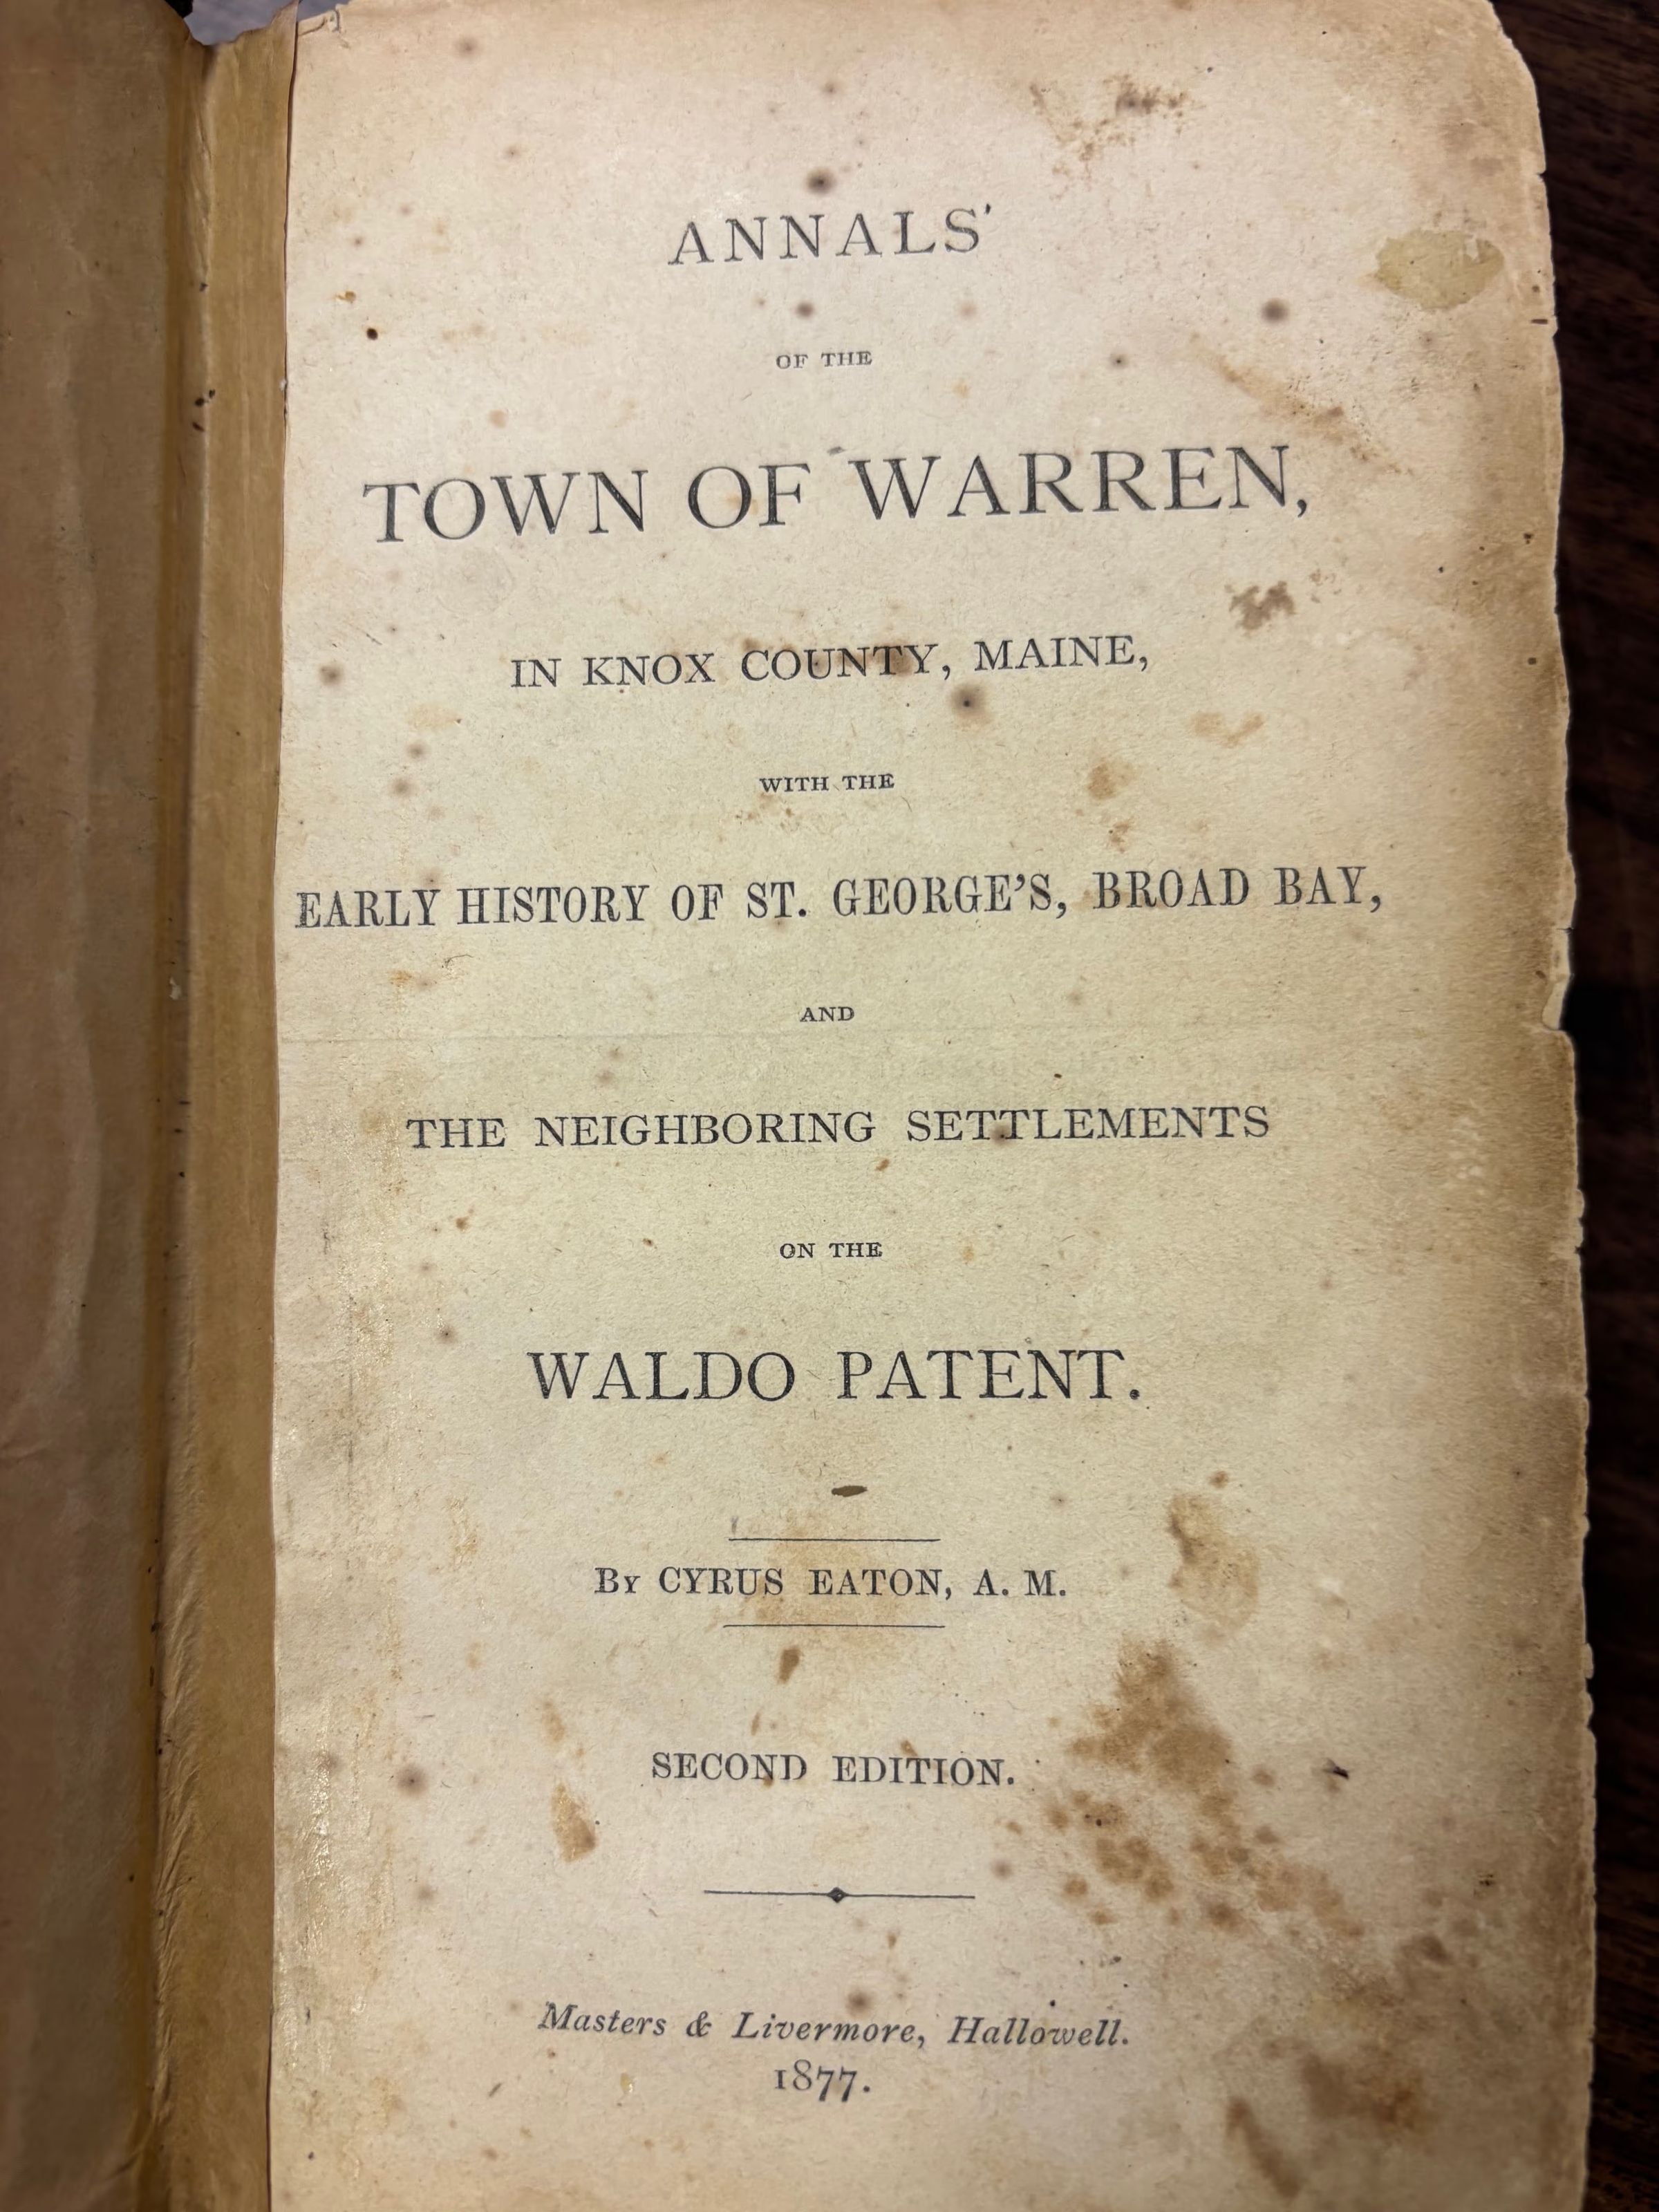 ANNALS
OF THE
TOWN OF WARREN,
IN KNOX COUNTY, MAINE,
WITH THE
EARLY HISTORY OF ST. GEORGE'S, BROAD BAY,
AND
THE NEIGHBORING SETTLEMENTS
ON THE
WALDO PATENT.
By CYRUS EATON, A. M.
SECOND EDITION.
Masters & Livermore, Hallowell.
1877.